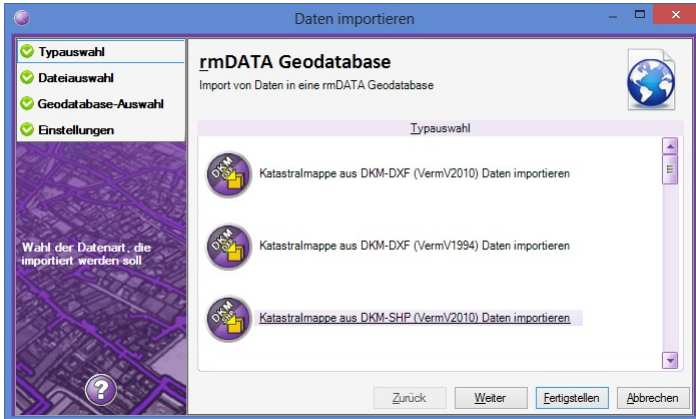 Daten importieren
Typauswahl
Dateiauswahl
Geodatabase-Auswahl
Einstellungen
Wahl der Datenart, die
importiert werden soll
?
rmDATA Geodatabase
Import von Daten in eine rmDATA Geodatabase
Typauswahl
Katastralmappe aus DKM-DXF (VermV2010) Daten importieren
Katastralmappe aus DKM-DXF (VermV1994) Daten importieren
Katastralmappe aus DKM-SHP (VermV2010) Daten importieren
Zurück Weiter Fertigstellen Abbrechen